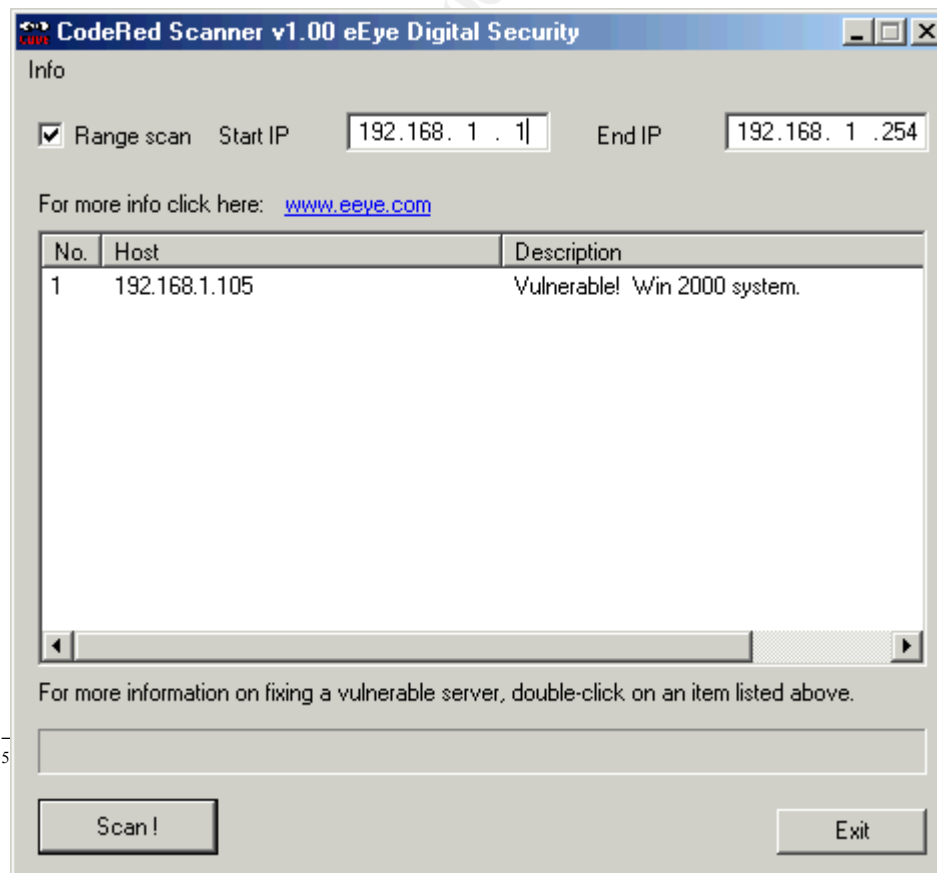 CodeRed Scanner v1.00 eEye Digital Security
Info
Range scan Start IP 192.168. 1 . 1 End IP 192.168. 1 .254
For more info click here: www.eeye.com
No. Host Description
1 192.168.1.105 Vulnerable! Win 2000 system.
For more information on fixing a vulnerable server, double-click on an item listed above.
5
Scan! Exit